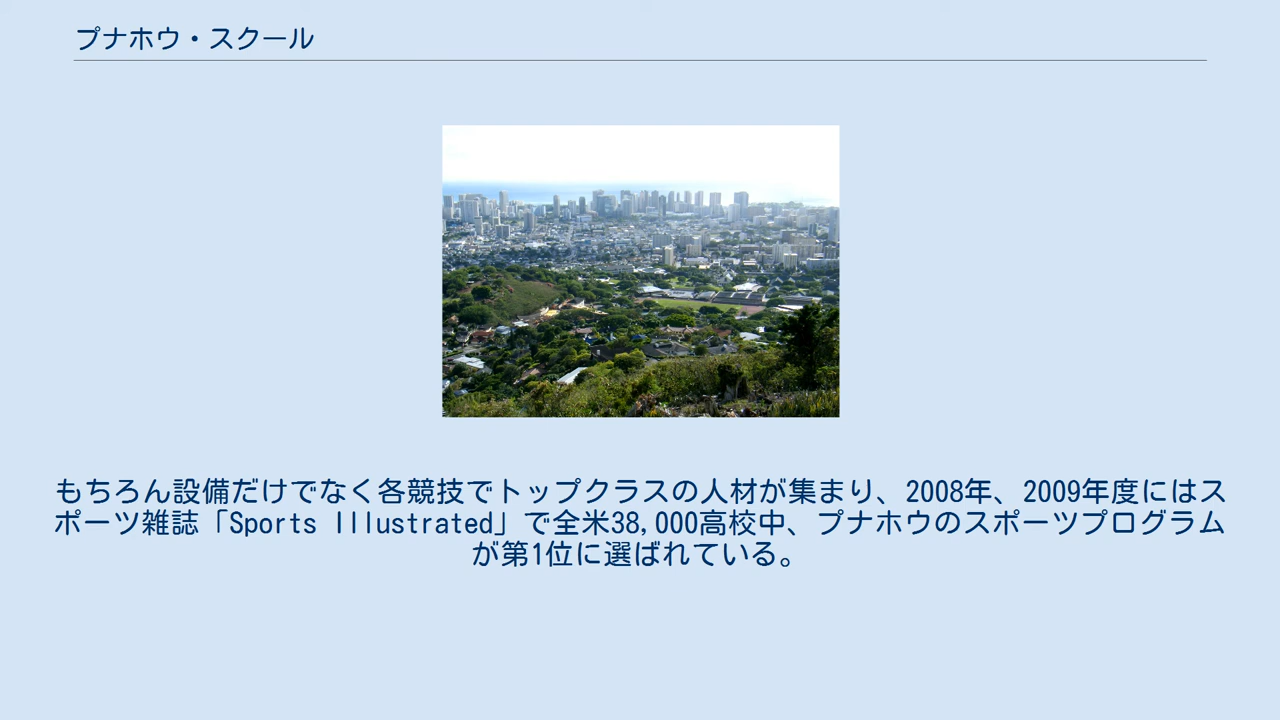 プナホウ・スクール
もちろん設備だけでなく各競技でトップクラスの人材が集まり、2008年、2009年度にはス
ポーツ雑誌「Sports Illustrated」で全米38,000高校中、プナホウのスポーツプログラム
が第1位に選ばれている。